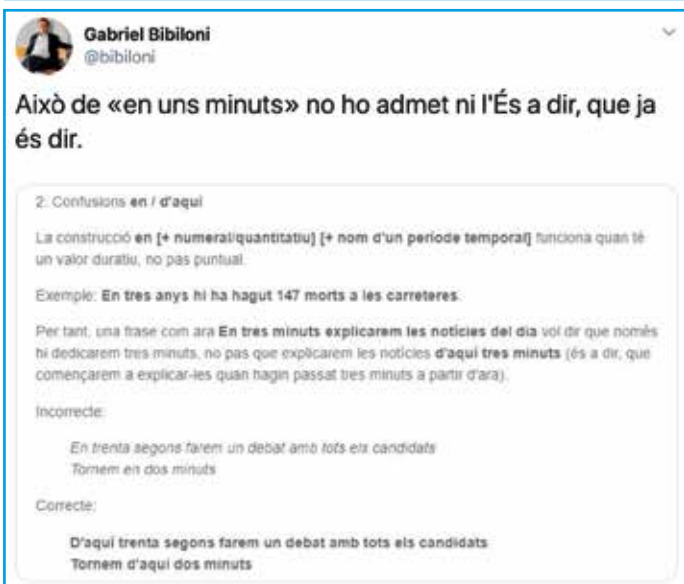 Gabriel Bibiloni
@bibiloni
Això de «en uns minuts» no ho admet ni l'És a dir, que ja
és dir.
2. Confusions en / d'aquí
La construcció en [+ numeral/quantitatiu] [+ nom d'un període temporal] funciona quan té
un valor duratiu, no pas puntual.
Exemple: En tres anys hi ha hagut 147 morts a les carreteres.
Per tant, una frase com ara En tres minuts explicarem les notícies del dia vol dir que només
hi dedicarem tres minuts, no pas que explicarem les notícies d'aquí tres minuts (és a dir, que
començarem a explicar-les quan hagin passat tres minuts a partir d'ara).
Incorrecte:
En trenta segons farem un debat amb tots els candidats
Tornem en dos minuts
Correcte:
D'aquí trenta segons farem un debat amb tots els candidats
Tornem d'aquí dos minuts